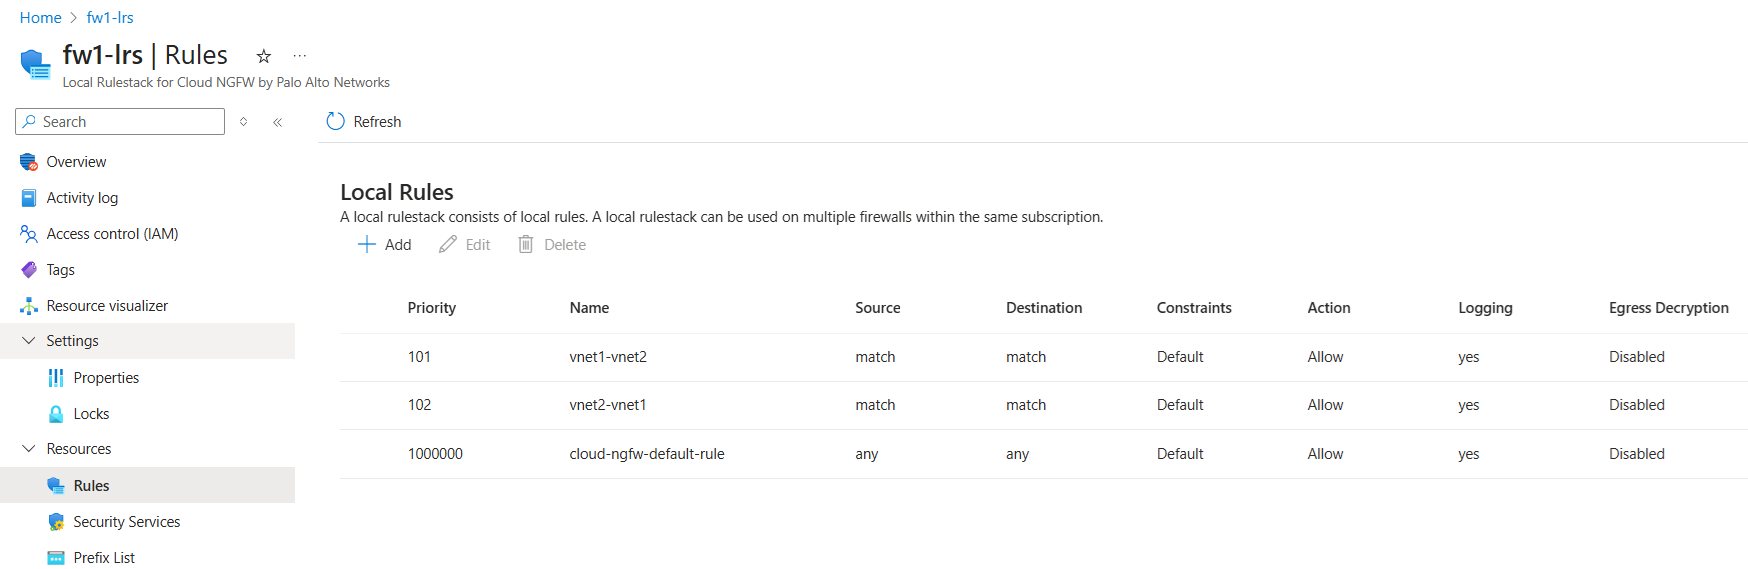 Home > fw1-lrs
fw1-lrs | Rules
Local Rulestack for Cloud NGFW by Palo Alto Networks
Search
Refresh
Overview
Activity log
Access control (IAM)
Tags
Resource visualizer
Settings
Properties
Locks
Resources
Rules
Security Services
Prefix List
Local Rules
A local rulestack consists of local rules. A local rulestack can be used on multiple firewalls within the same subscription.
Add Edit Delete
Priority Name Source Destination Constraints Action Logging Egress Decryption
101 vnet1-vnet2 match match Default Allow yes Disabled
102 vnet2-vnet1 match match Default Allow yes Disabled
1000000 cloud-ngfw-default-rule any any Default Allow yes Disabled